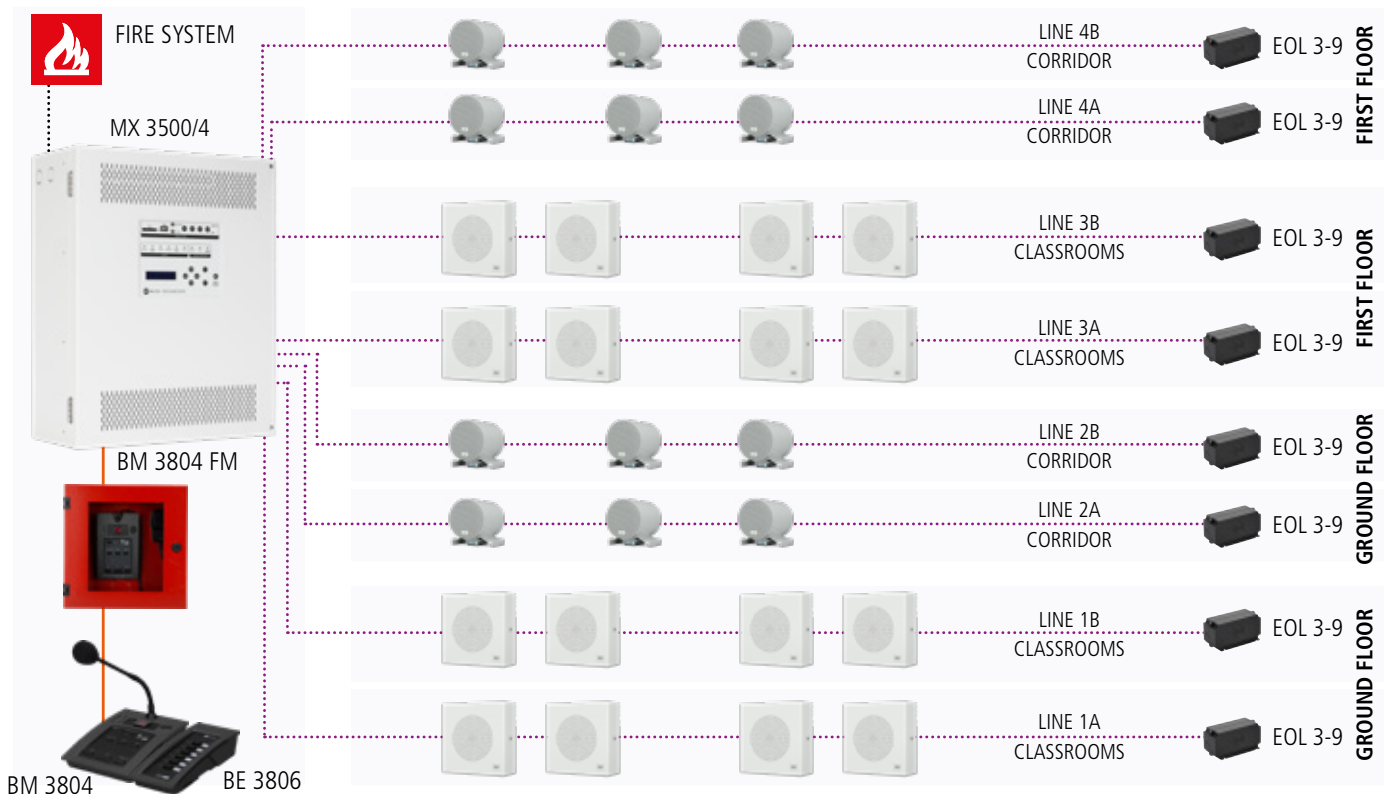 FIRE SYSTEM
MX 3500/4
BM 3804 FM
BM 3804
BE 3806
LINE 4B
CORRIDOR
EOL 3-9
LINE 4A
CORRIDOR
EOL 3-9
FIRST FLOOR
LINE 3B
CLASSROOMS
EOL 3-9
LINE 3A
CLASSROOMS
EOL 3-9
FIRST FLOOR
LINE 2B
CORRIDOR
EOL 3-9
LINE 2A
CORRIDOR
EOL 3-9
GROUND FLOOR
LINE 1B
CLASSROOMS
EOL 3-9
LINE 1A
CLASSROOMS
EOL 3-9
GROUND FLOOR